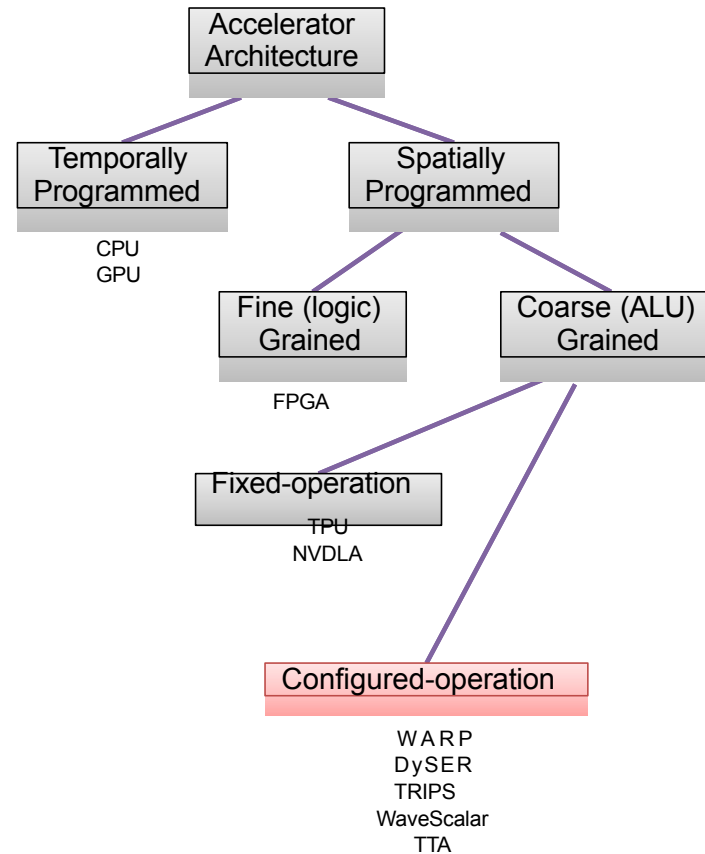 Accelerator
Architecture
Temporally
Programmed
Spatially
Programmed
CPU
GPU
Fine (logic)
Grained
Coarse (ALU)
Grained
FPGA
Fixed-operation
TPU
NVDLA
Configured-operation
WARP
DySER
TRIPS
WaveScalar
TTA